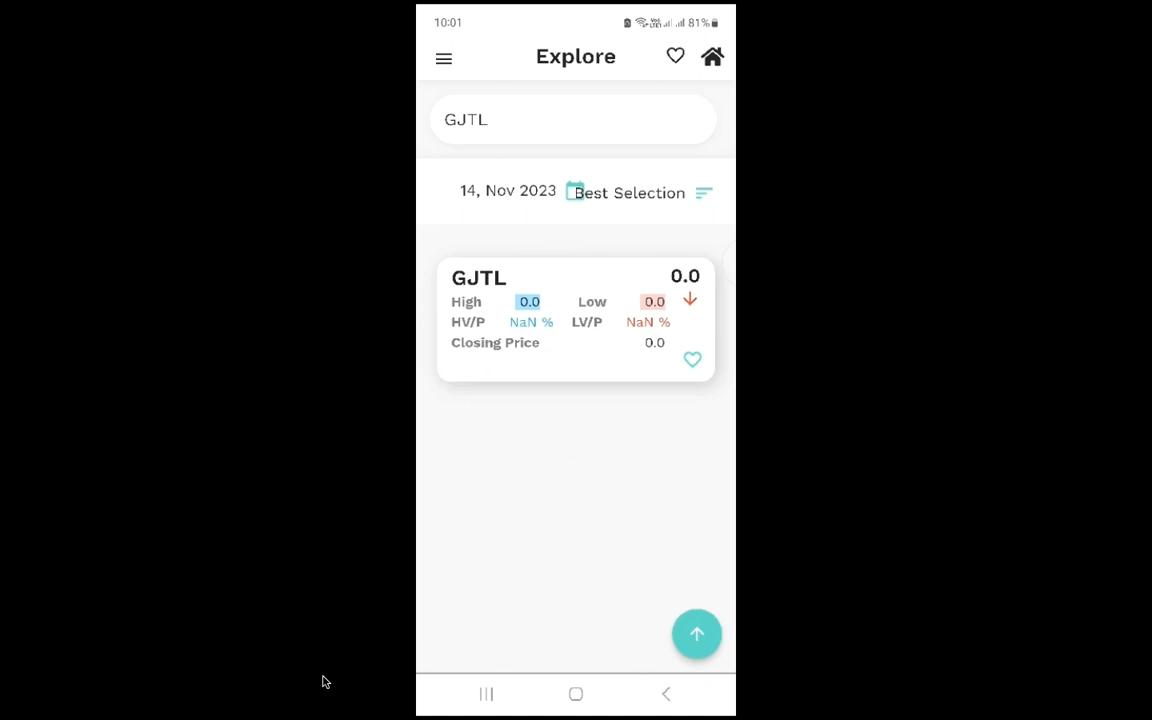 10:01 81%
Explore
GJTL
14, Nov 2023 Best Selection
GJTL 0.0
High 0.0 Low 0.0
HV/P NaN % LV/P NaN %
Closing Price 0.0